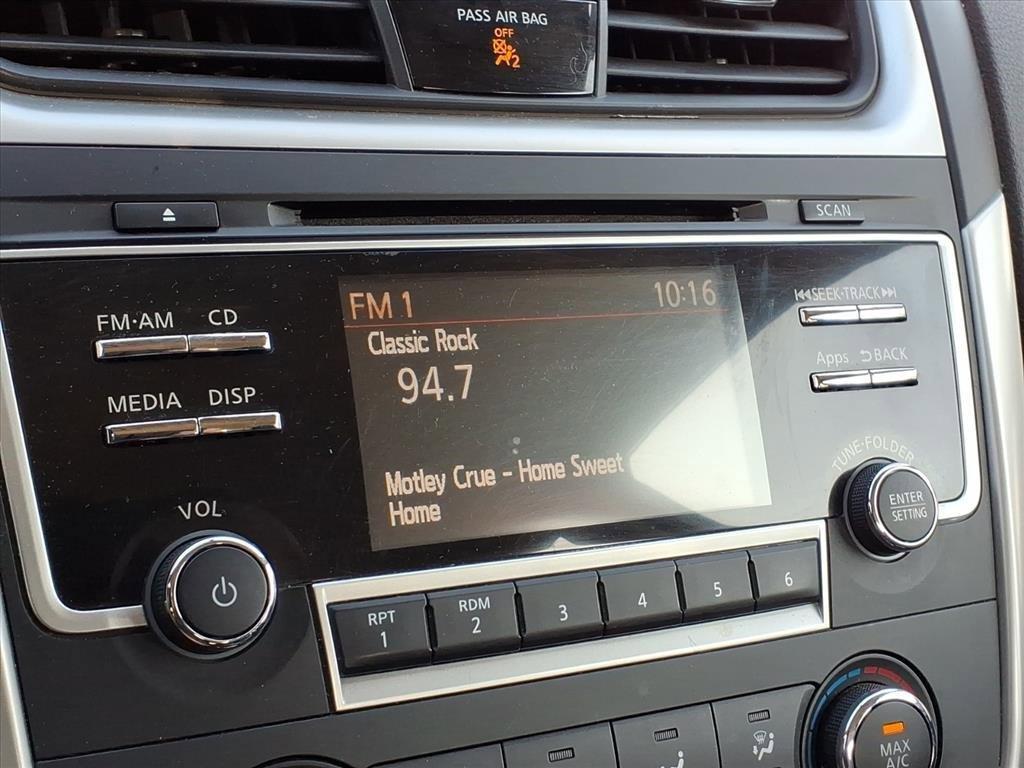 PASS AIR BAG
OFF
2
SCAN
FM·AM CD
MEDIA DISP
VOL
FM 1 10:16
Classic Rock
94.7
Motley Crue - Home Sweet
Home
SEEK·TRACK
Apps BACK
TUNE·FOLDER
ENTER
SETTING
RPT
1
RDM
2
3
4
5
6
MAX
A/C